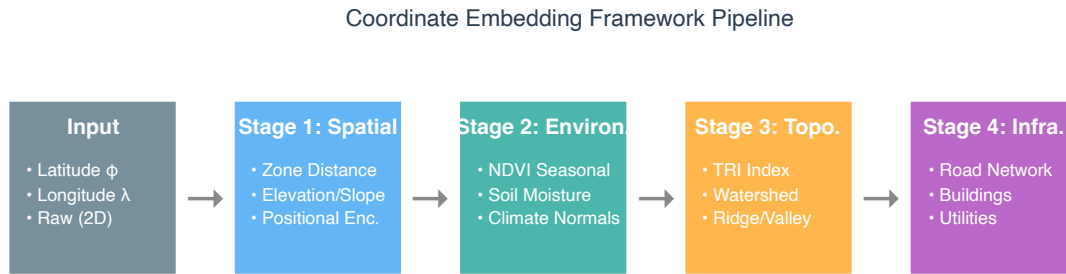 Coordinate Embedding Framework Pipeline
Input
• Latitude ϕ
• Longitude λ
• Raw (2D)
Stage 1: Spatial
• Zone Distance
• Elevation/Slope
• Positional Enc.
Stage 2: Environ.
• NDVI Seasonal
• Soil Moisture
• Climate Normals
Stage 3: Topo.
• TRI Index
• Watershed
• Ridge/Valley
Stage 4: Infra.
• Road Network
• Buildings
• Utilities